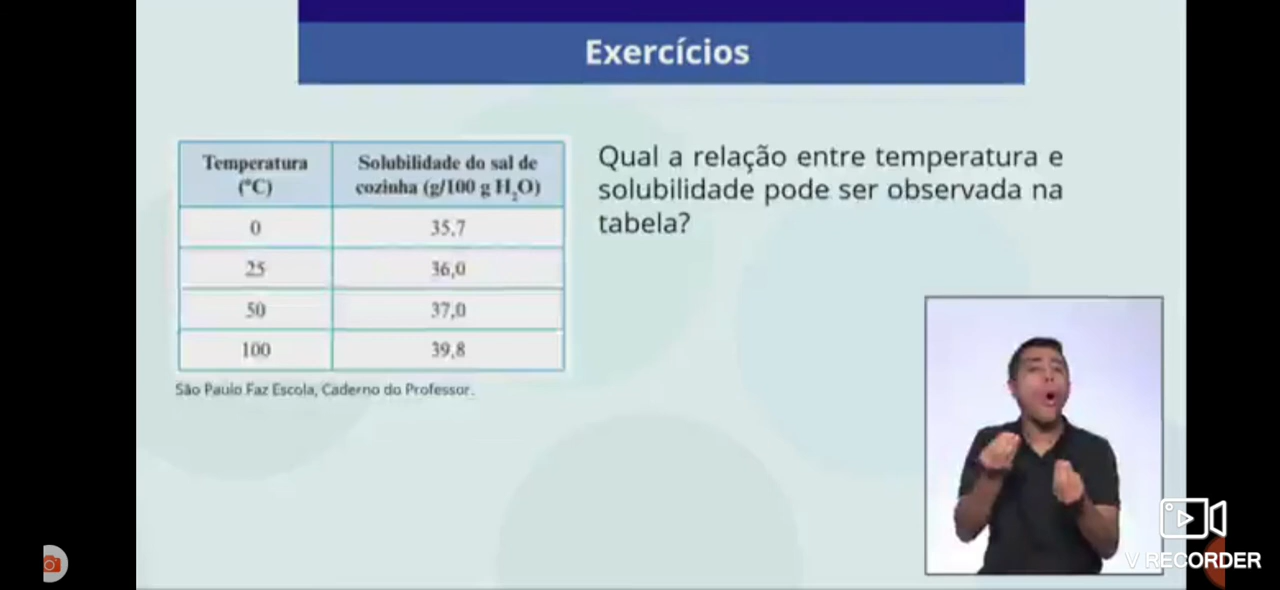 Exercícios
Temperatura
(°C)
Solubilidade do sal de
cozinha (g/100 g H₂O)
0
35,7
25
36,0
50
37,0
100
39,8
São Paulo Faz Escola, Caderno do Professor.
Qual a relação entre temperatura e
solubilidade pode ser observada na
tabela?
V RECORDER